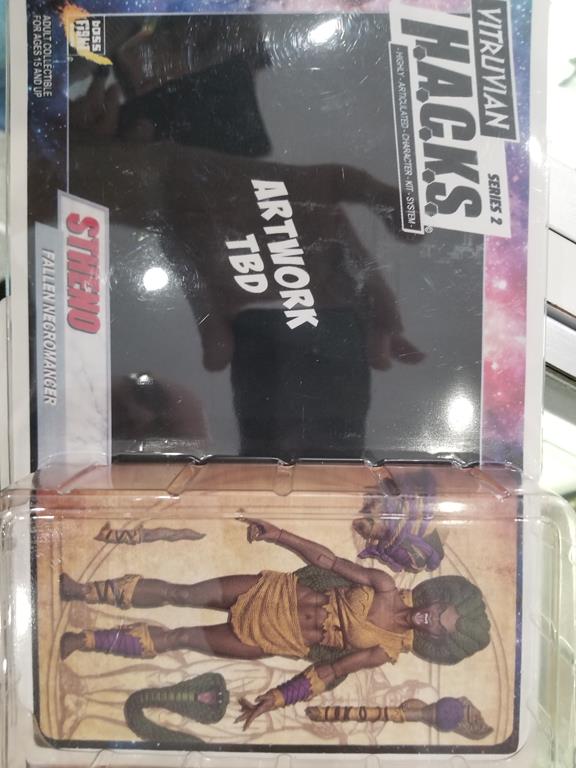 VITRUVIAN
H.A.C.K.S.
©
- HIGHLY - ARTICULATED - CHARACTER - KIT - SYSTEM -
SERIES 2
ARTWORK
TBD
BOSS
FIGHT
ADULT COLLECTIBLE
FOR AGES 15 AND UP
STHENO
FALLEN NECROMANCER